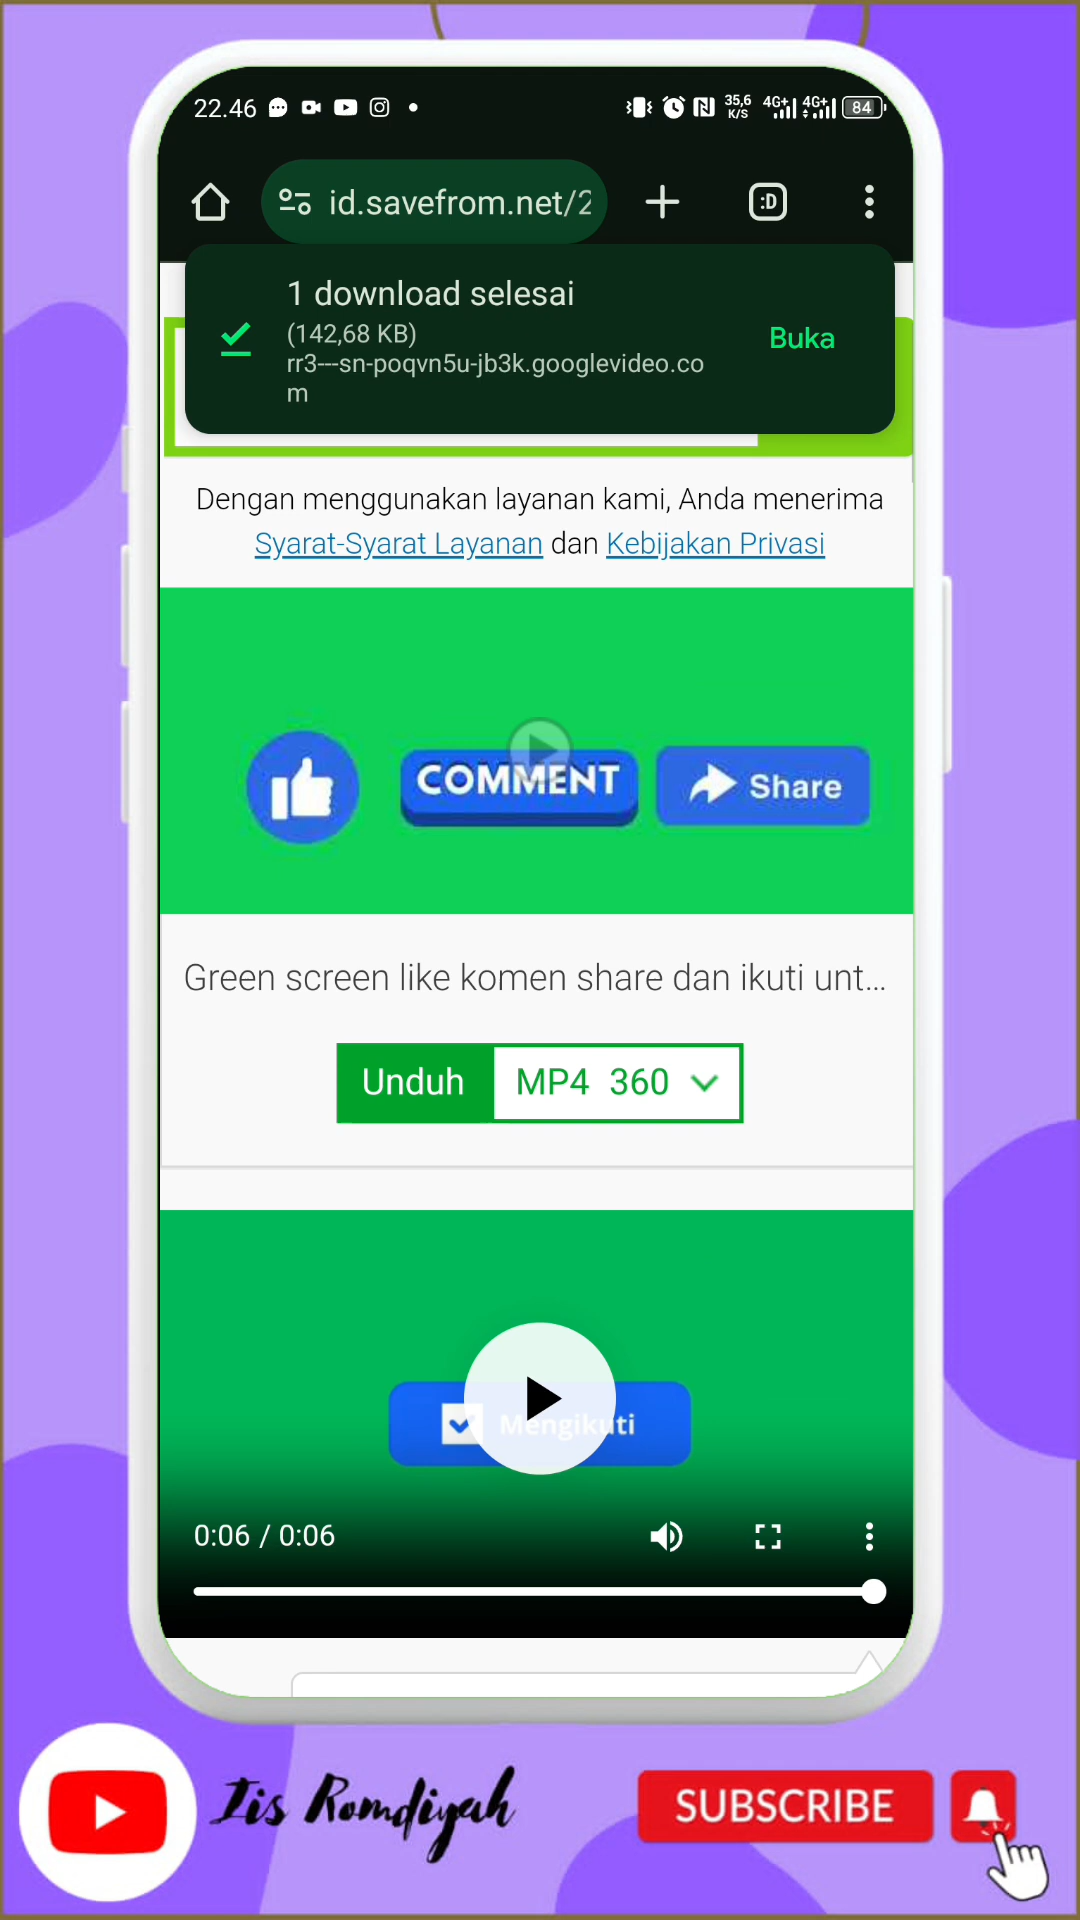 22.46
35,6
K/S
4G+
4G+
84
id.savefrom.net/2
:D
1 download selesai
(142,68 KB)
rr3---sn-poqvn5u-jb3k.googlevideo.co
m
Buka
Dengan menggunakan layanan kami, Anda menerima
Syarat-Syarat Layanan dan Kebijakan Privasi
COMMENT
Share
Green screen like komen share dan ikuti unt...
Unduh
MP4 360
Mengikuti
0:06 / 0:06
Iis Romdiyah
SUBSCRIBE